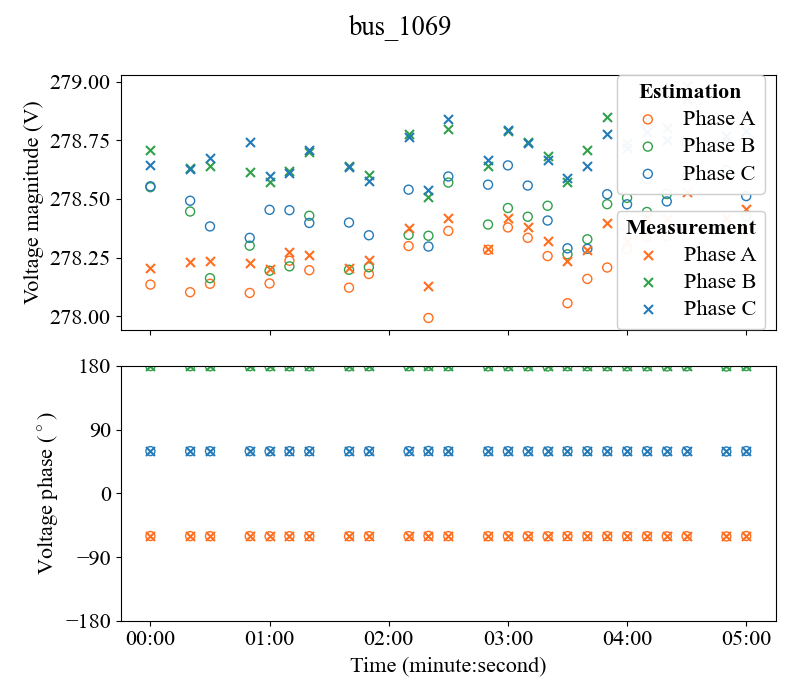 bus_1069
Voltage magnitude (V)
279.00
278.75
278.50
278.25
278.00
Estimation
Phase A
Phase B
Phase C
Measurement
Phase A
Phase B
Phase C
Voltage phase (°)
180
90
0
−90
−180
00:00 01:00 02:00 03:00 04:00 05:00
Time (minute:second)